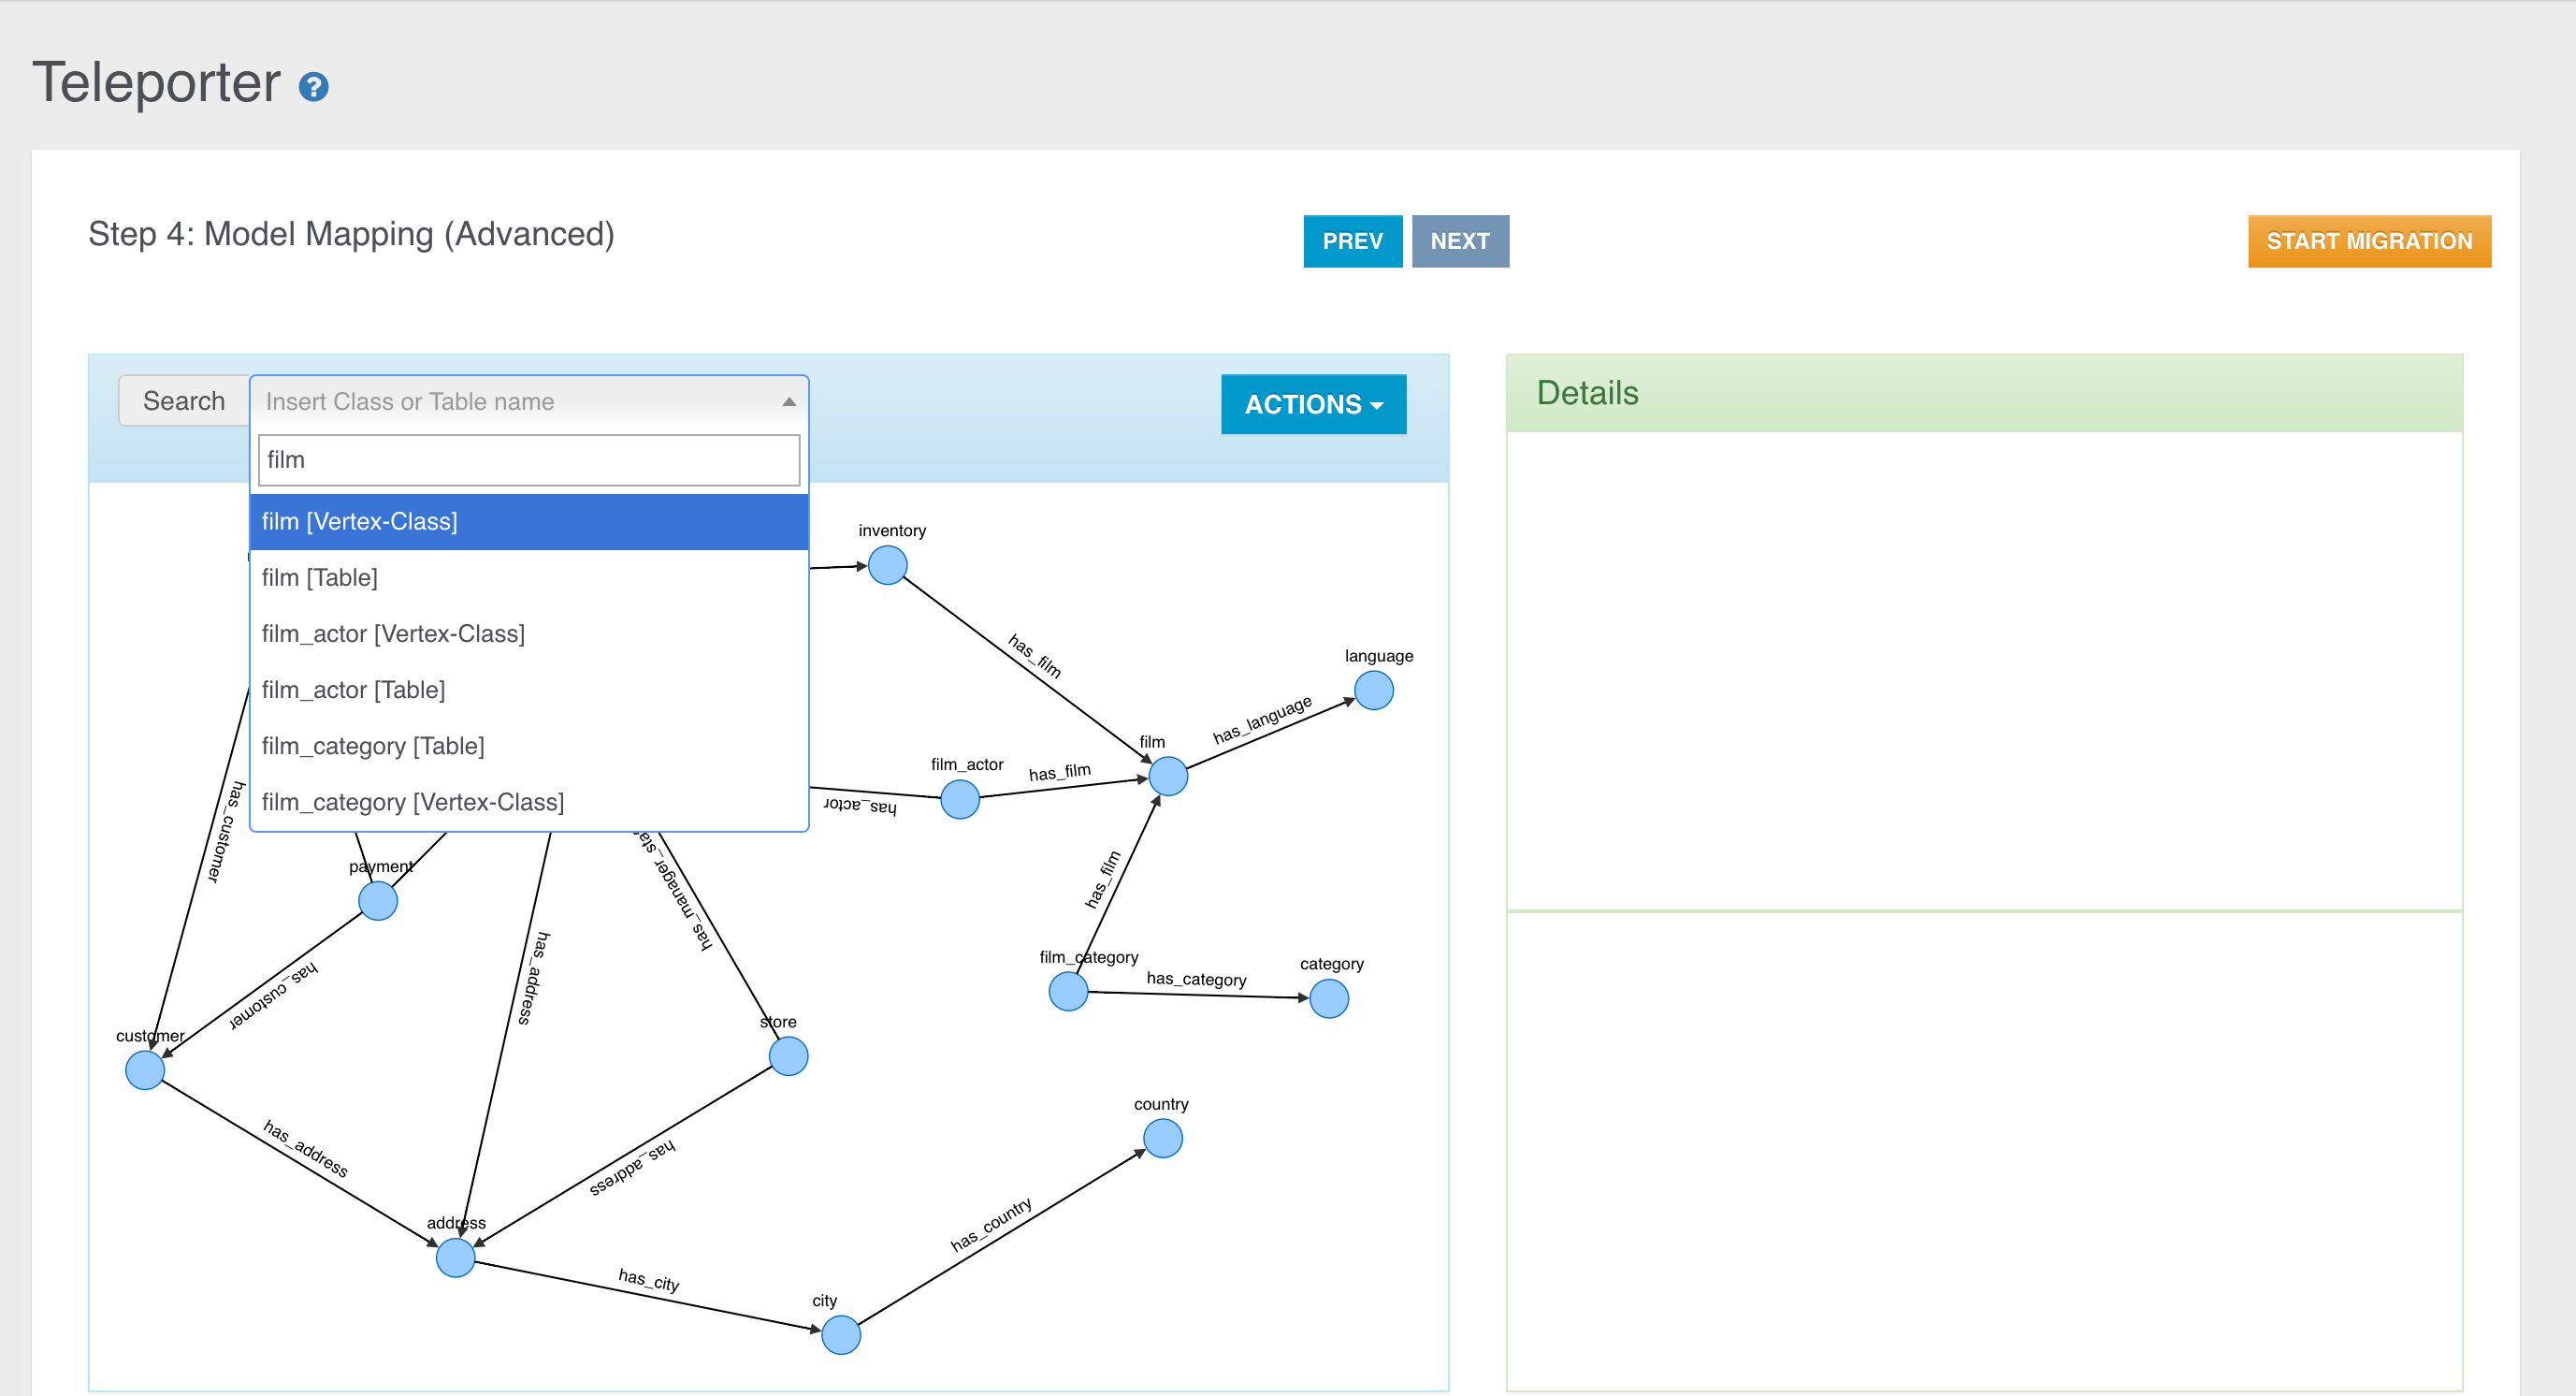 Teleporter ?
Step 4: Model Mapping (Advanced)
PREV
NEXT
START MIGRATION
Search
Insert Class or Table name
ACTIONS
Details
film
film [Vertex-Class]
film [Table]
film_actor [Vertex-Class]
film_actor [Table]
film_category [Table]
film_category [Vertex-Class]
inventory
has_film
language
has_language
film
film_actor
has_film
has_actor
has_customer
payment
has_manager
has_film
has_address
film_category
has_category
category
has_customer
store
customer
country
has_address
has_address
address
has_country
has_city
city